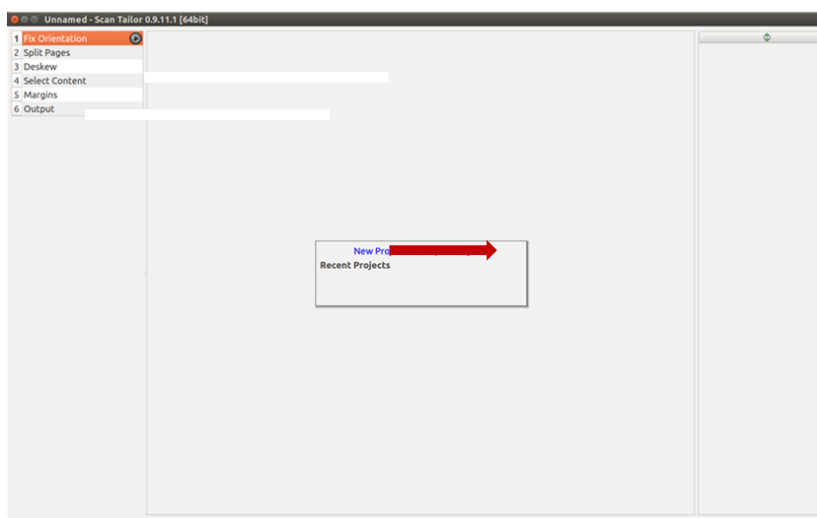 Unnamed - Scan Tailor 0.9.11.1 [64bit]
1 Fix Orientation
2 Split Pages
3 Deskew
4 Select Content
5 Margins
6 Output
New
Recent Projects